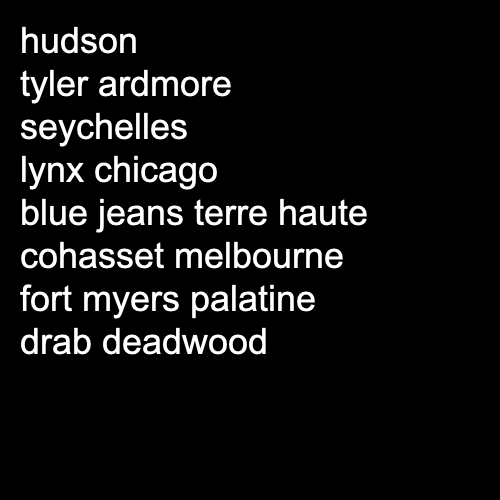 hudson
tyler ardmore
seychelles
lynx chicago
blue jeans terre haute
cohasset melbourne
fort myers palatine
drab deadwood